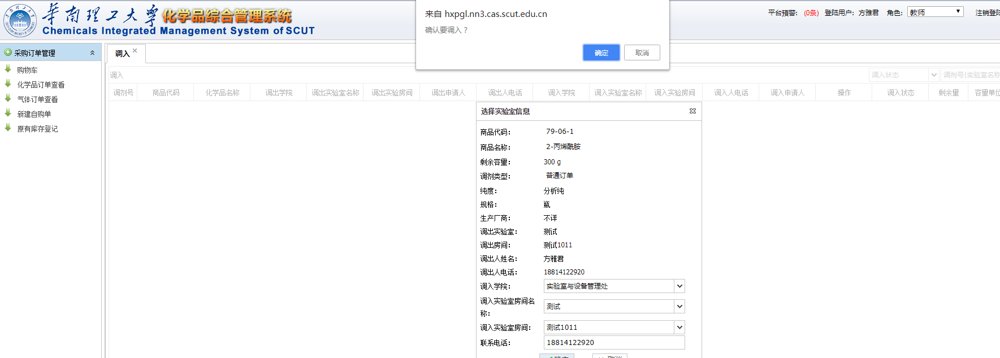 华南理工大学 化学品综合管理系统
Chemicals Integrated Management System of SCUT
来自 hxpgl.nn3.cas.scut.edu.cn
确认要调入？
确定 取消
平台预警: (0条) 登陆用户: 方雅君 角色: 教师 注销登陆
采购订单管理
购物车
化学品订单查看
气体订单查看
新建自购单
原有库存登记
调入
调入 调入状态 调剂号|实验室名称
调剂号 商品代码 化学品名称 调出学院 调出实验室名称 调出实验房间 调出申请人 调出人电话 调入学院 调入实验室名称 调入实验房间 调入人电话 调入申请人 操作 调入状态 剩余量 容量单位
选择实验室信息
商品代码: 79-06-1
商品名称: 2-丙烯酰胺
剩余容量: 300 g
调剂类型: 普通订单
纯度: 分析纯
规格: 瓶
生产厂商: 不详
调出实验室: 测试
调出房间: 测试1011
调出人姓名: 方雅君
调出人电话: 18814122920
调入学院: 实验室与设备管理处
调入实验室房间名
称: 测试
调入实验室房间: 测试1011
联系电话: 18814122920
确定 取消